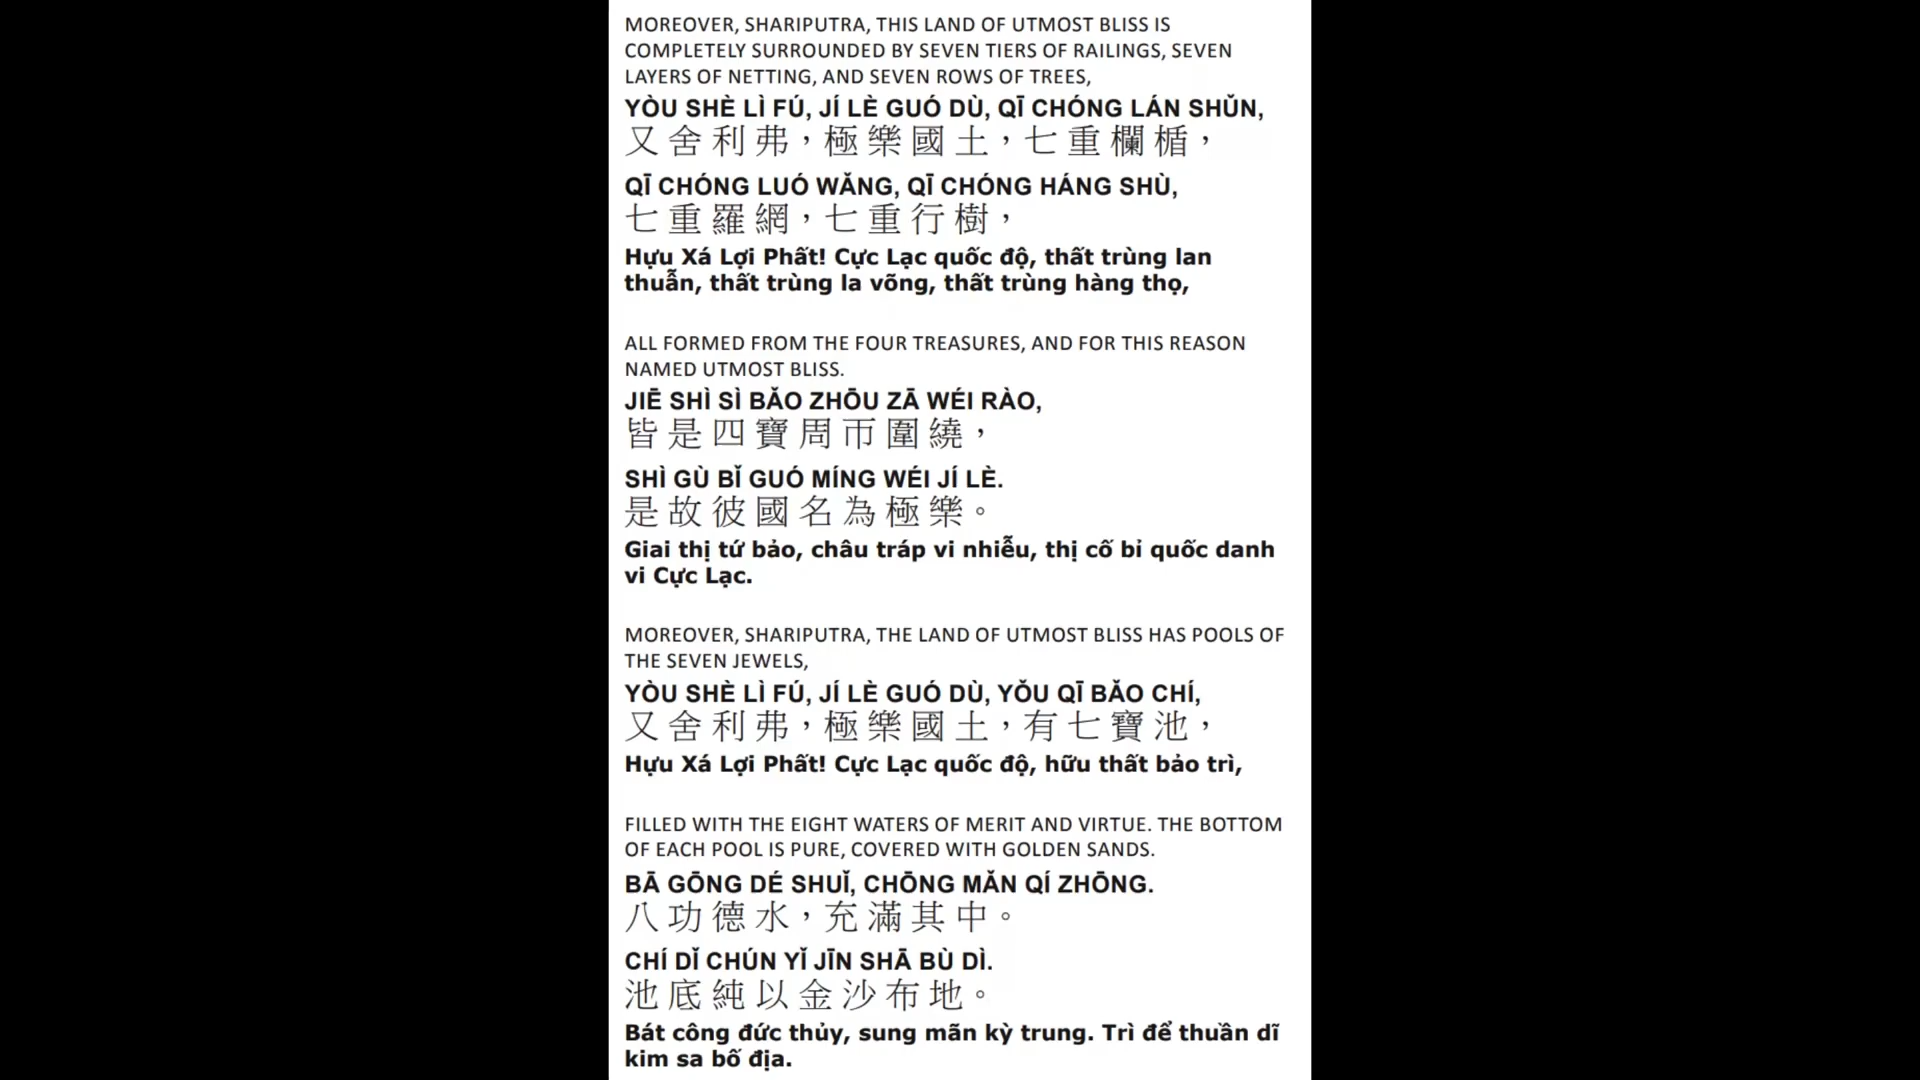 MOREOVER, SHARIPUTRA, THIS LAND OF UTMOST BLISS IS
COMPLETELY SURROUNDED BY SEVEN TIERS OF RAILINGS, SEVEN
LAYERS OF NETTING, AND SEVEN ROWS OF TREES,
YÒU SHÈ LÌ FÚ, JÍ LÈ GUÓ DÙ, QĪ CHÓNG LÁN SHǓN,
又舍利弗，極樂國土，七重欄楯，
QĪ CHÓNG LUÓ WǍNG, QĪ CHÓNG HÁNG SHÙ,
七重羅網，七重行樹，
Hựu Xá Lợi Phất! Cực Lạc quốc độ, thất trùng lan
thuẫn, thất trùng la võng, thất trùng hàng thọ,
ALL FORMED FROM THE FOUR TREASURES, AND FOR THIS REASON
NAMED UTMOST BLISS.
JIĒ SHÌ SÌ BǍO ZHŌU ZĀ WÉI RÀO,
皆是四寶周帀圍繞，
SHÌ GÙ BǏ GUÓ MÍNG WÉI JÍ LÈ.
是故彼國名為極樂。
Giai thị tứ bảo, châu tráp vi nhiễu, thị cố bỉ quốc danh
vi Cực Lạc.
MOREOVER, SHARIPUTRA, THE LAND OF UTMOST BLISS HAS POOLS OF
THE SEVEN JEWELS,
YÒU SHÈ LÌ FÚ, JÍ LÈ GUÓ DÙ, YǑU QĪ BǍO CHÍ,
又舍利弗，極樂國土，有七寶池，
Hựu Xá Lợi Phất! Cực Lạc quốc độ, hữu thất bảo trì,
FILLED WITH THE EIGHT WATERS OF MERIT AND VIRTUE. THE BOTTOM
OF EACH POOL IS PURE, COVERED WITH GOLDEN SANDS.
BĀ GŌNG DÉ SHUǏ, CHŌNG MǍN QÍ ZHŌNG.
八功德水，充滿其中。
CHÍ DǏ CHÚN YǏ JĪN SHĀ BÙ DÌ.
池底純以金沙布地。
Bát công đức thủy, sung mãn kỳ trung. Trì để thuần dĩ
kim sa bố địa.